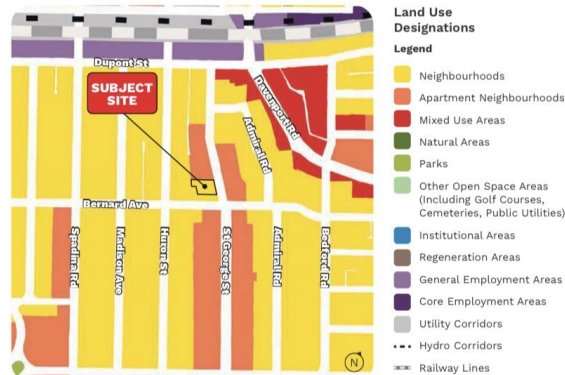 Land Use
Designations
Legend
Neighbourhoods
Apartment Neighbourhoods
Mixed Use Areas
Natural Areas
Parks
Other Open Space Areas
(Including Golf Courses,
Cemeteries, Public Utilities)
Institutional Areas
Regeneration Areas
General Employment Areas
Core Employment Areas
Utility Corridors
Hydro Corridors
Railway Lines
Dupont St
SUBJECT
SITE
Davenport Rd
Admiral Rd
Bernard Ave
Spadina Rd
Madison Ave
Huron St
St George St
Admiral Rd
Bedford Rd
N